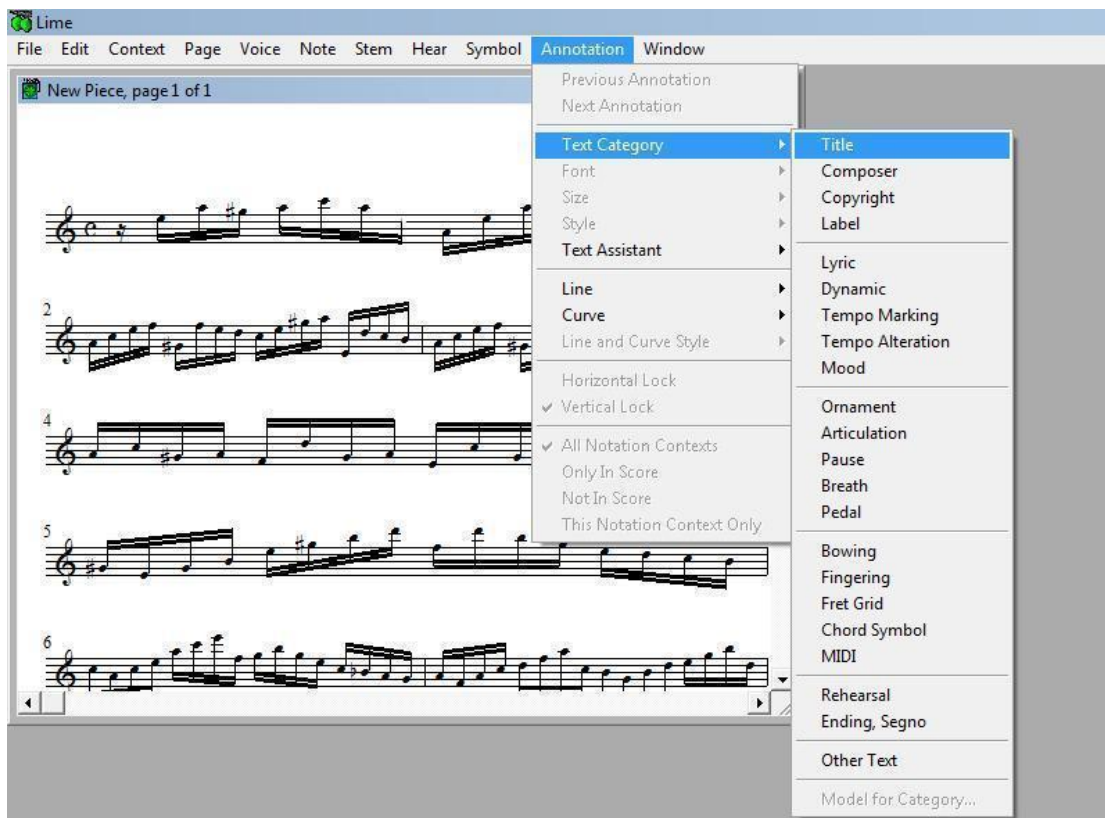 Lime
File Edit Context Page Voice Note Stem Hear Symbol Annotation Window
New Piece, page 1 of 1
2
4
5
6
Previous Annotation
Next Annotation
Text Category
Font
Size
Style
Text Assistant
Line
Curve
Line and Curve Style
Horizontal Lock
Vertical Lock
All Notation Contexts
Only In Score
Not In Score
This Notation Context Only
Title
Composer
Copyright
Label
Lyric
Dynamic
Tempo Marking
Tempo Alteration
Mood
Ornament
Articulation
Pause
Breath
Pedal
Bowing
Fingering
Fret Grid
Chord Symbol
MIDI
Rehearsal
Ending, Segno
Other Text
Model for Category...